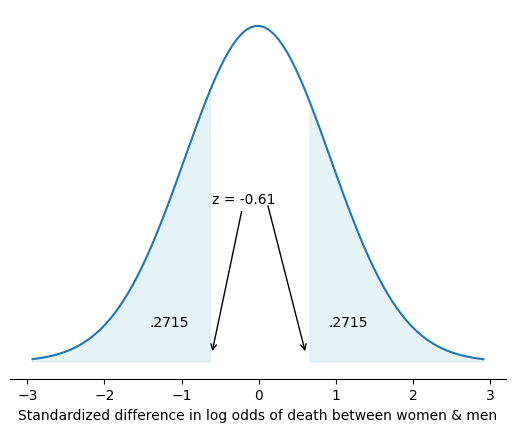 z = -0.61
.2715 .2715
−3 −2 −1 0 1 2 3
Standardized difference in log odds of death between women & men